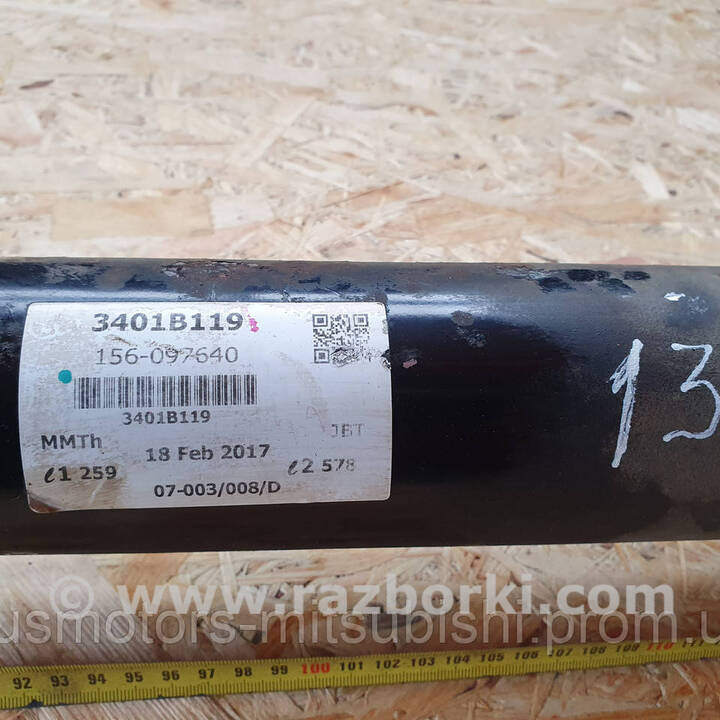 3401B119
156-097640
3401B119
MMTh
18 Feb 2017
JBT
ℓ1 259
ℓ2 578
07-003/008/D
13
© www.razborki.com
usmotors-mitsubishi.prom.u
92 93 94 95 96 97 98 99 100 101 102 103 104 105 106 107 108 109 110 111